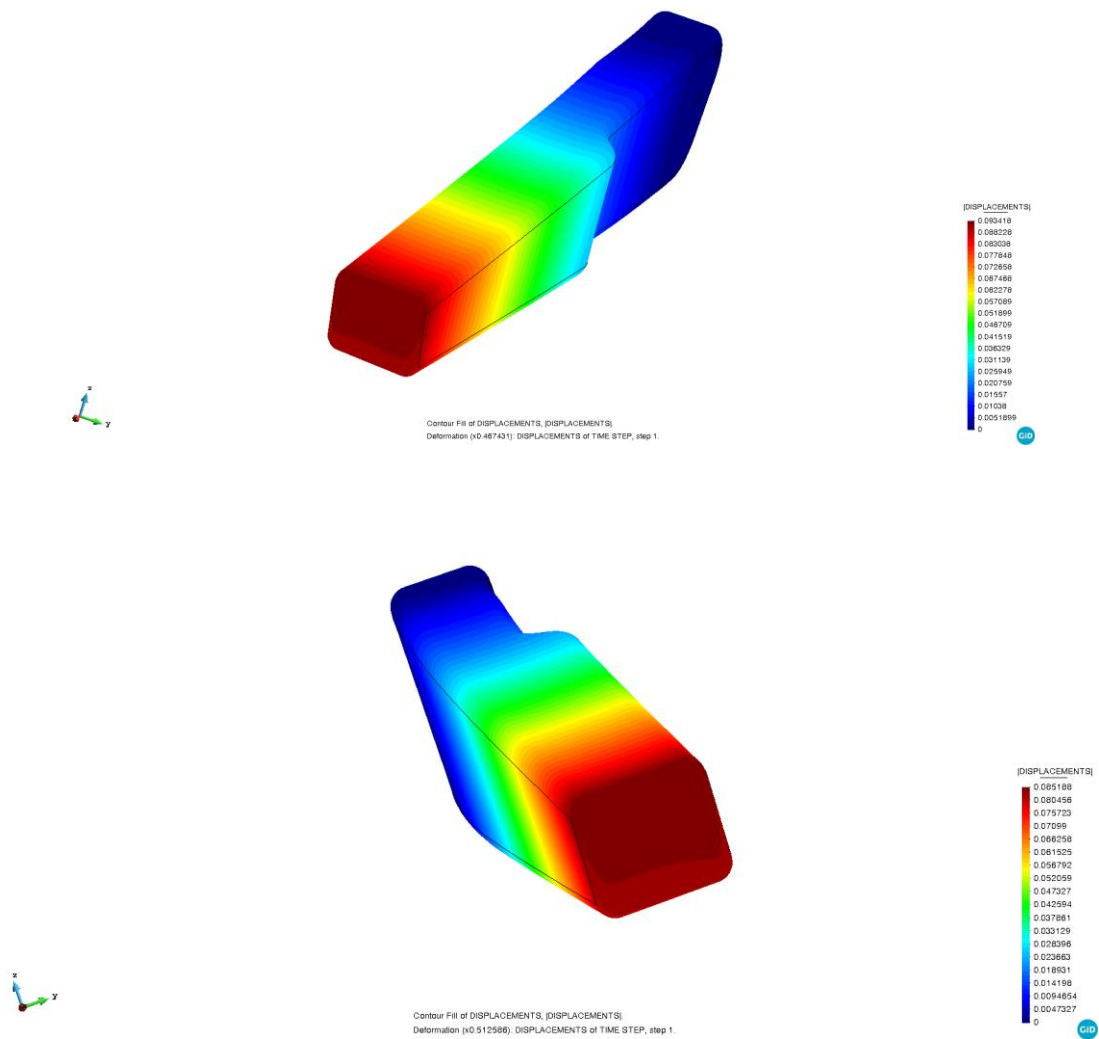 |DISPLACEMENTS|
0.093418
0.088228
0.083038
0.077848
0.072658
0.067468
0.062278
0.057089
0.051899
0.046709
0.041519
0.036329
0.031139
0.025949
0.020759
0.01557
0.01038
0.0051899
0
GiD
z
x
y
Contour Fill of DISPLACEMENTS, |DISPLACEMENTS|.
Deformation (x0.467431): DISPLACEMENTS of TIME STEP, step 1.
|DISPLACEMENTS|
0.085188
0.080456
0.075723
0.07099
0.066258
0.061525
0.056792
0.052059
0.047327
0.042594
0.037861
0.033129
0.028396
0.023663
0.018931
0.014198
0.0094654
0.0047327
0
GiD
z
y
Contour Fill of DISPLACEMENTS, |DISPLACEMENTS|.
Deformation (x0.512586): DISPLACEMENTS of TIME STEP, step 1.